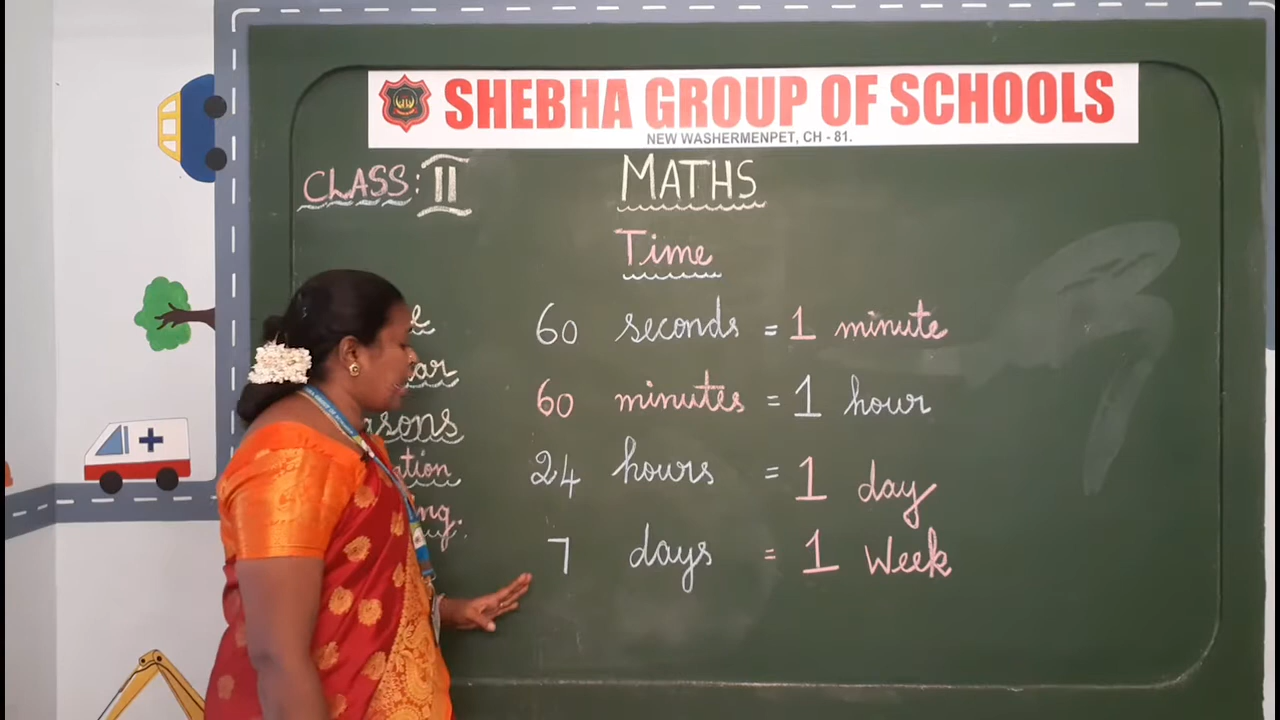 SHEBHA GROUP OF SCHOOLS
NEW WASHERMENPET, CH - 81.
CLASS: II
MATHS
Time
60 seconds = 1 minute
60 minutes = 1 hour
24 hours = 1 day
7 days = 1 Week